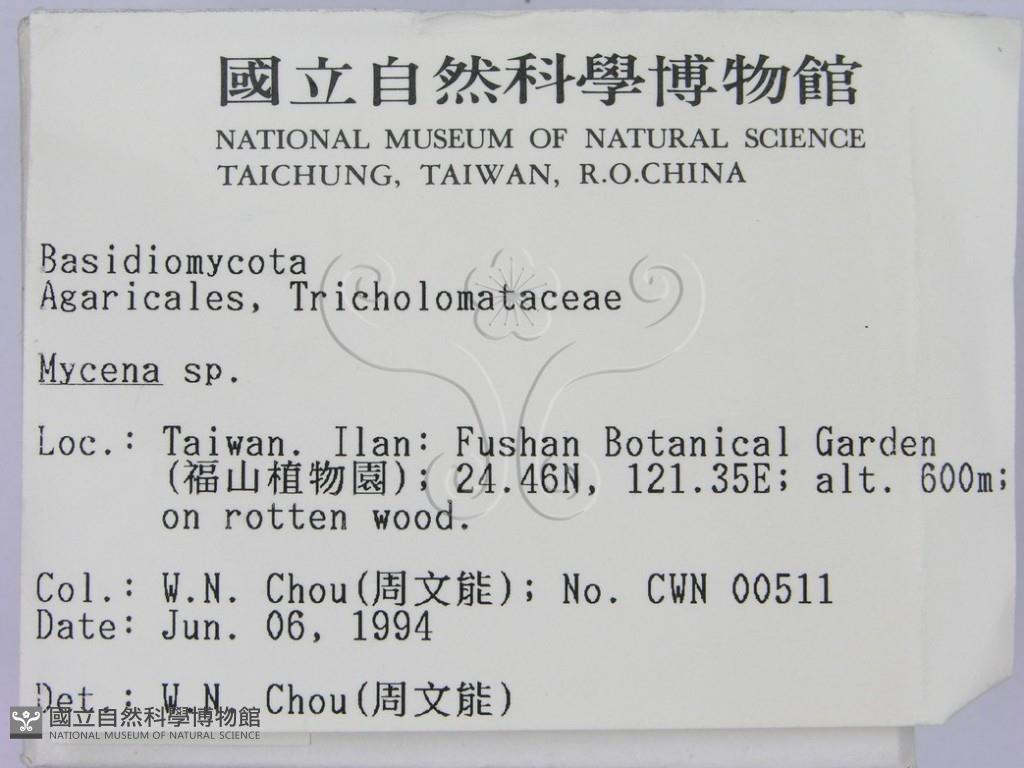 國立自然科學博物館
NATIONAL MUSEUM OF NATURAL SCIENCE
TAICHUNG, TAIWAN, R.O.CHINA
Basidiomycota
Agaricales, Tricholomataceae
Mycena sp.
Loc.: Taiwan. Ilan: Fushan Botanical Garden
(福山植物園); 24.46N, 121.35E; alt. 600m;
on rotten wood.
Col.: W.N. Chou(周文能); No. CWN 00511
Date: Jun. 06, 1994
Det.: W.N. Chou(周文能)
國立自然科學博物館
NATIONAL MUSEUM OF NATURAL SCIENCE